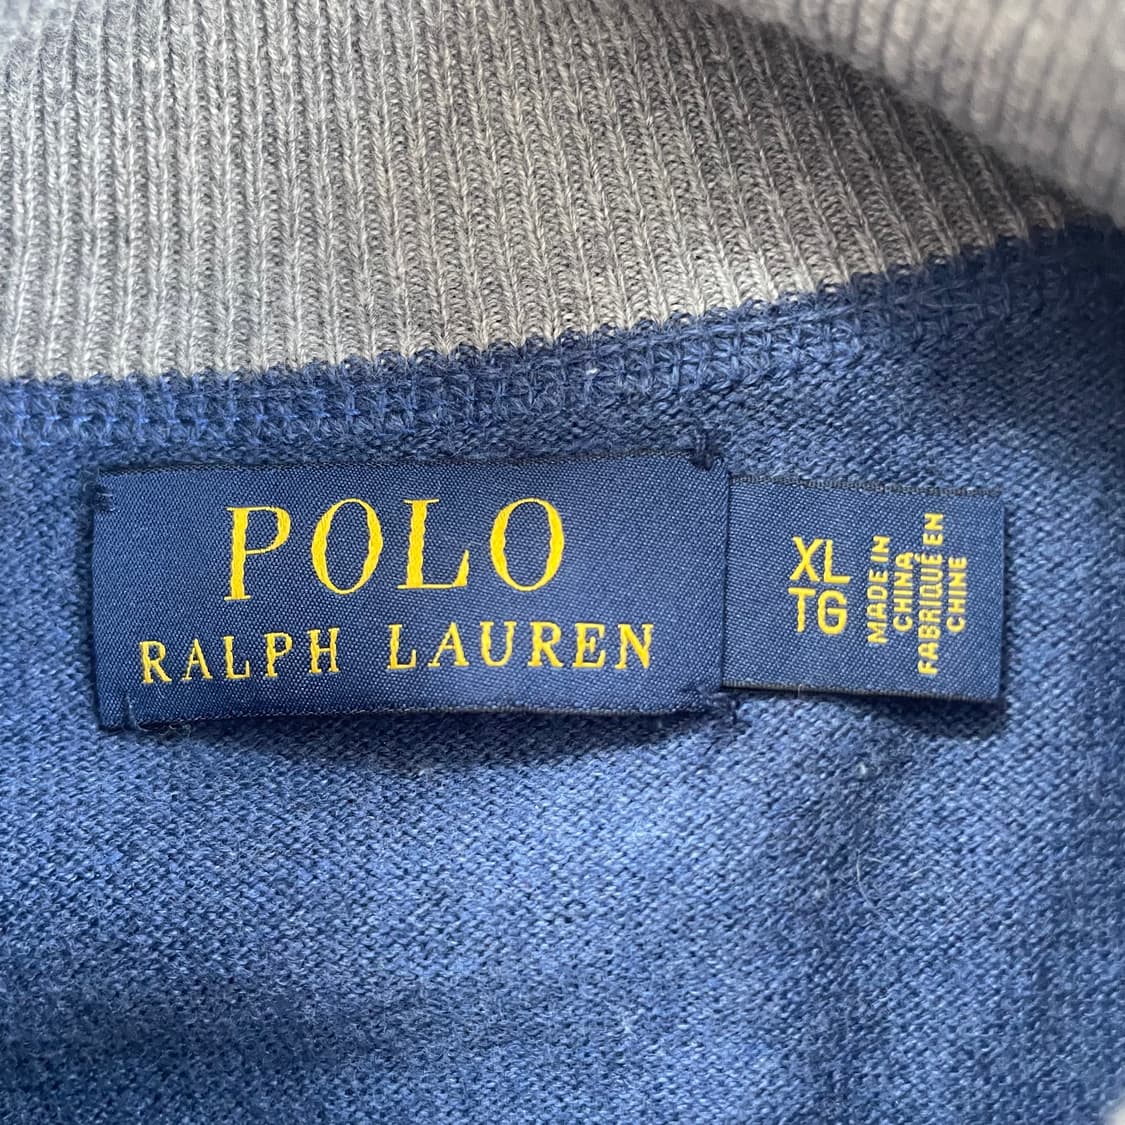 POLO
RALPH LAUREN
XL
TG
MADE IN
CHINA
FABRIQUÉ EN
CHINE